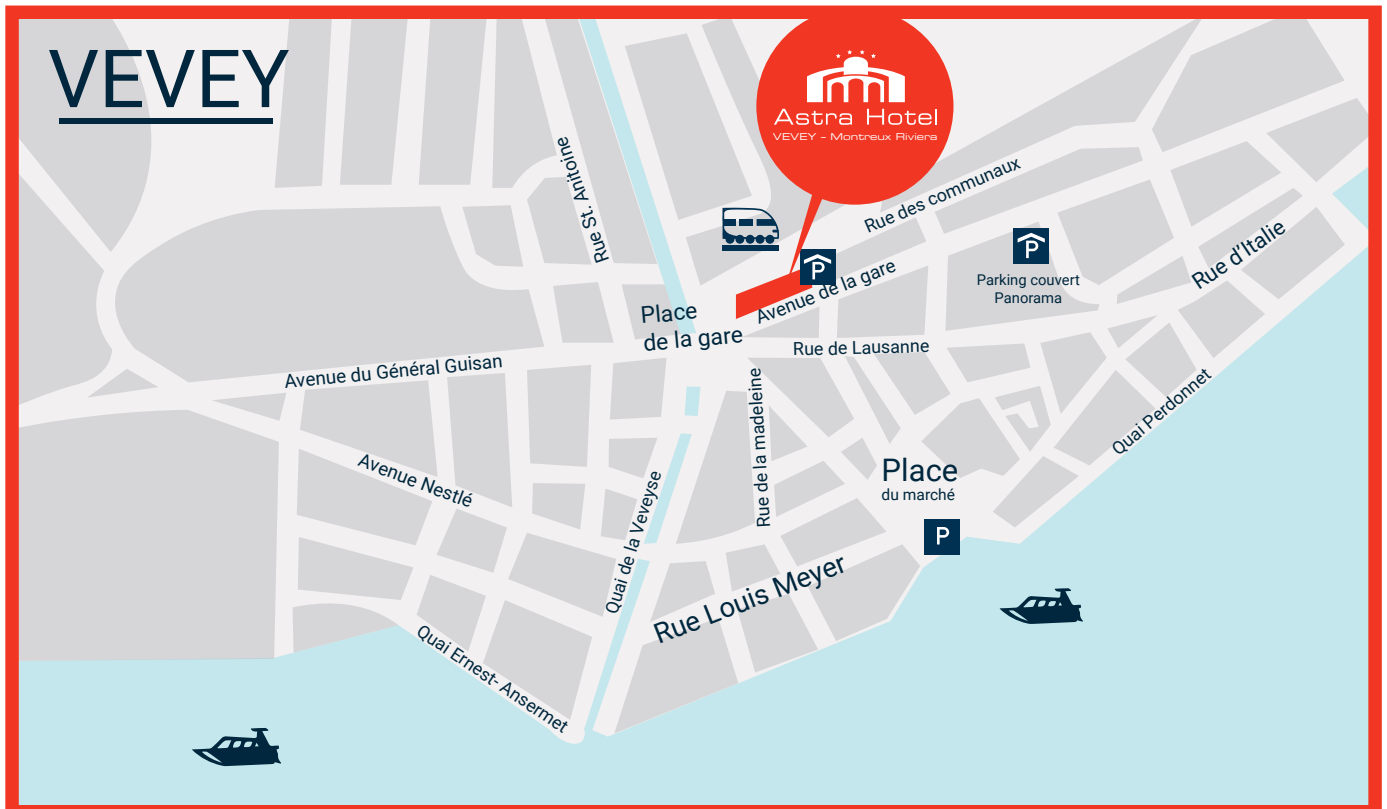 VEVEY
Astra Hotel
VEVEY - Montreux Riviera
Rue St. Anitoine
Rue des communaux
P
Avenue de la gare
P
Parking couvert
Panorama
Rue d'Italie
Place
de la gare
Rue de Lausanne
Avenue du Général Guisan
Rue de la madeleine
Quai Perdonnet
Avenue Nestlé
Place
du marché
P
Quai de la Veveyse
Rue Louis Meyer
Quai Ernest- Ansermet